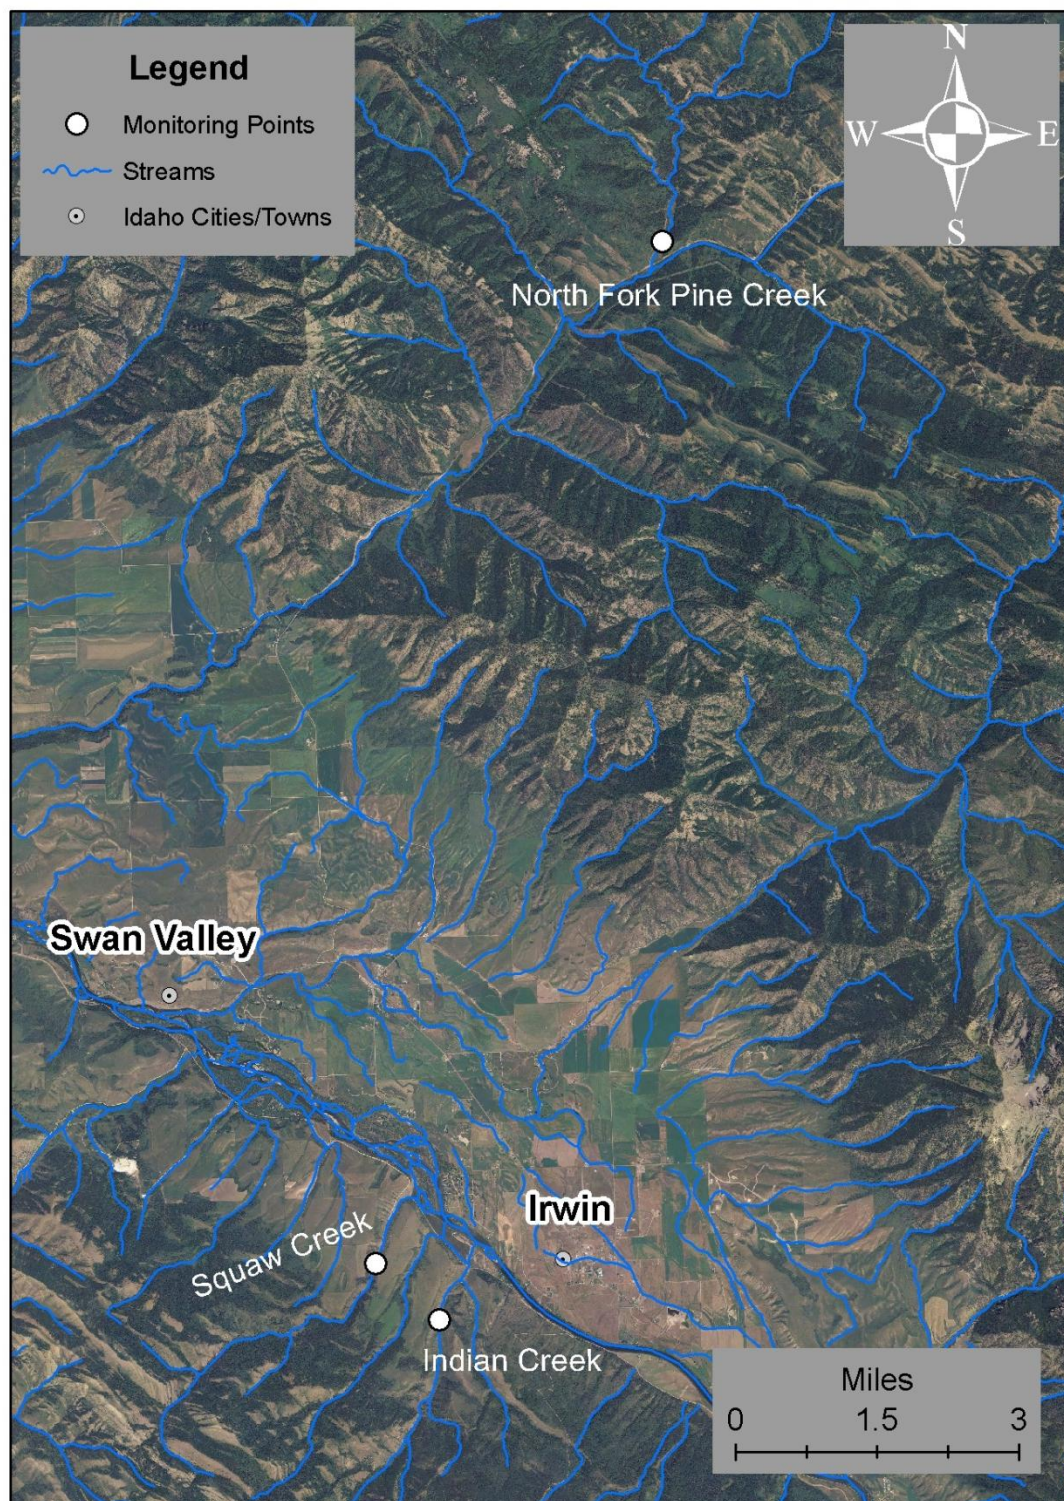 Legend
Monitoring Points
Streams
Idaho Cities/Towns
N
W
E
S
North Fork Pine Creek
Swan Valley
Irwin
Squaw Creek
Indian Creek
Miles
0 1.5 3